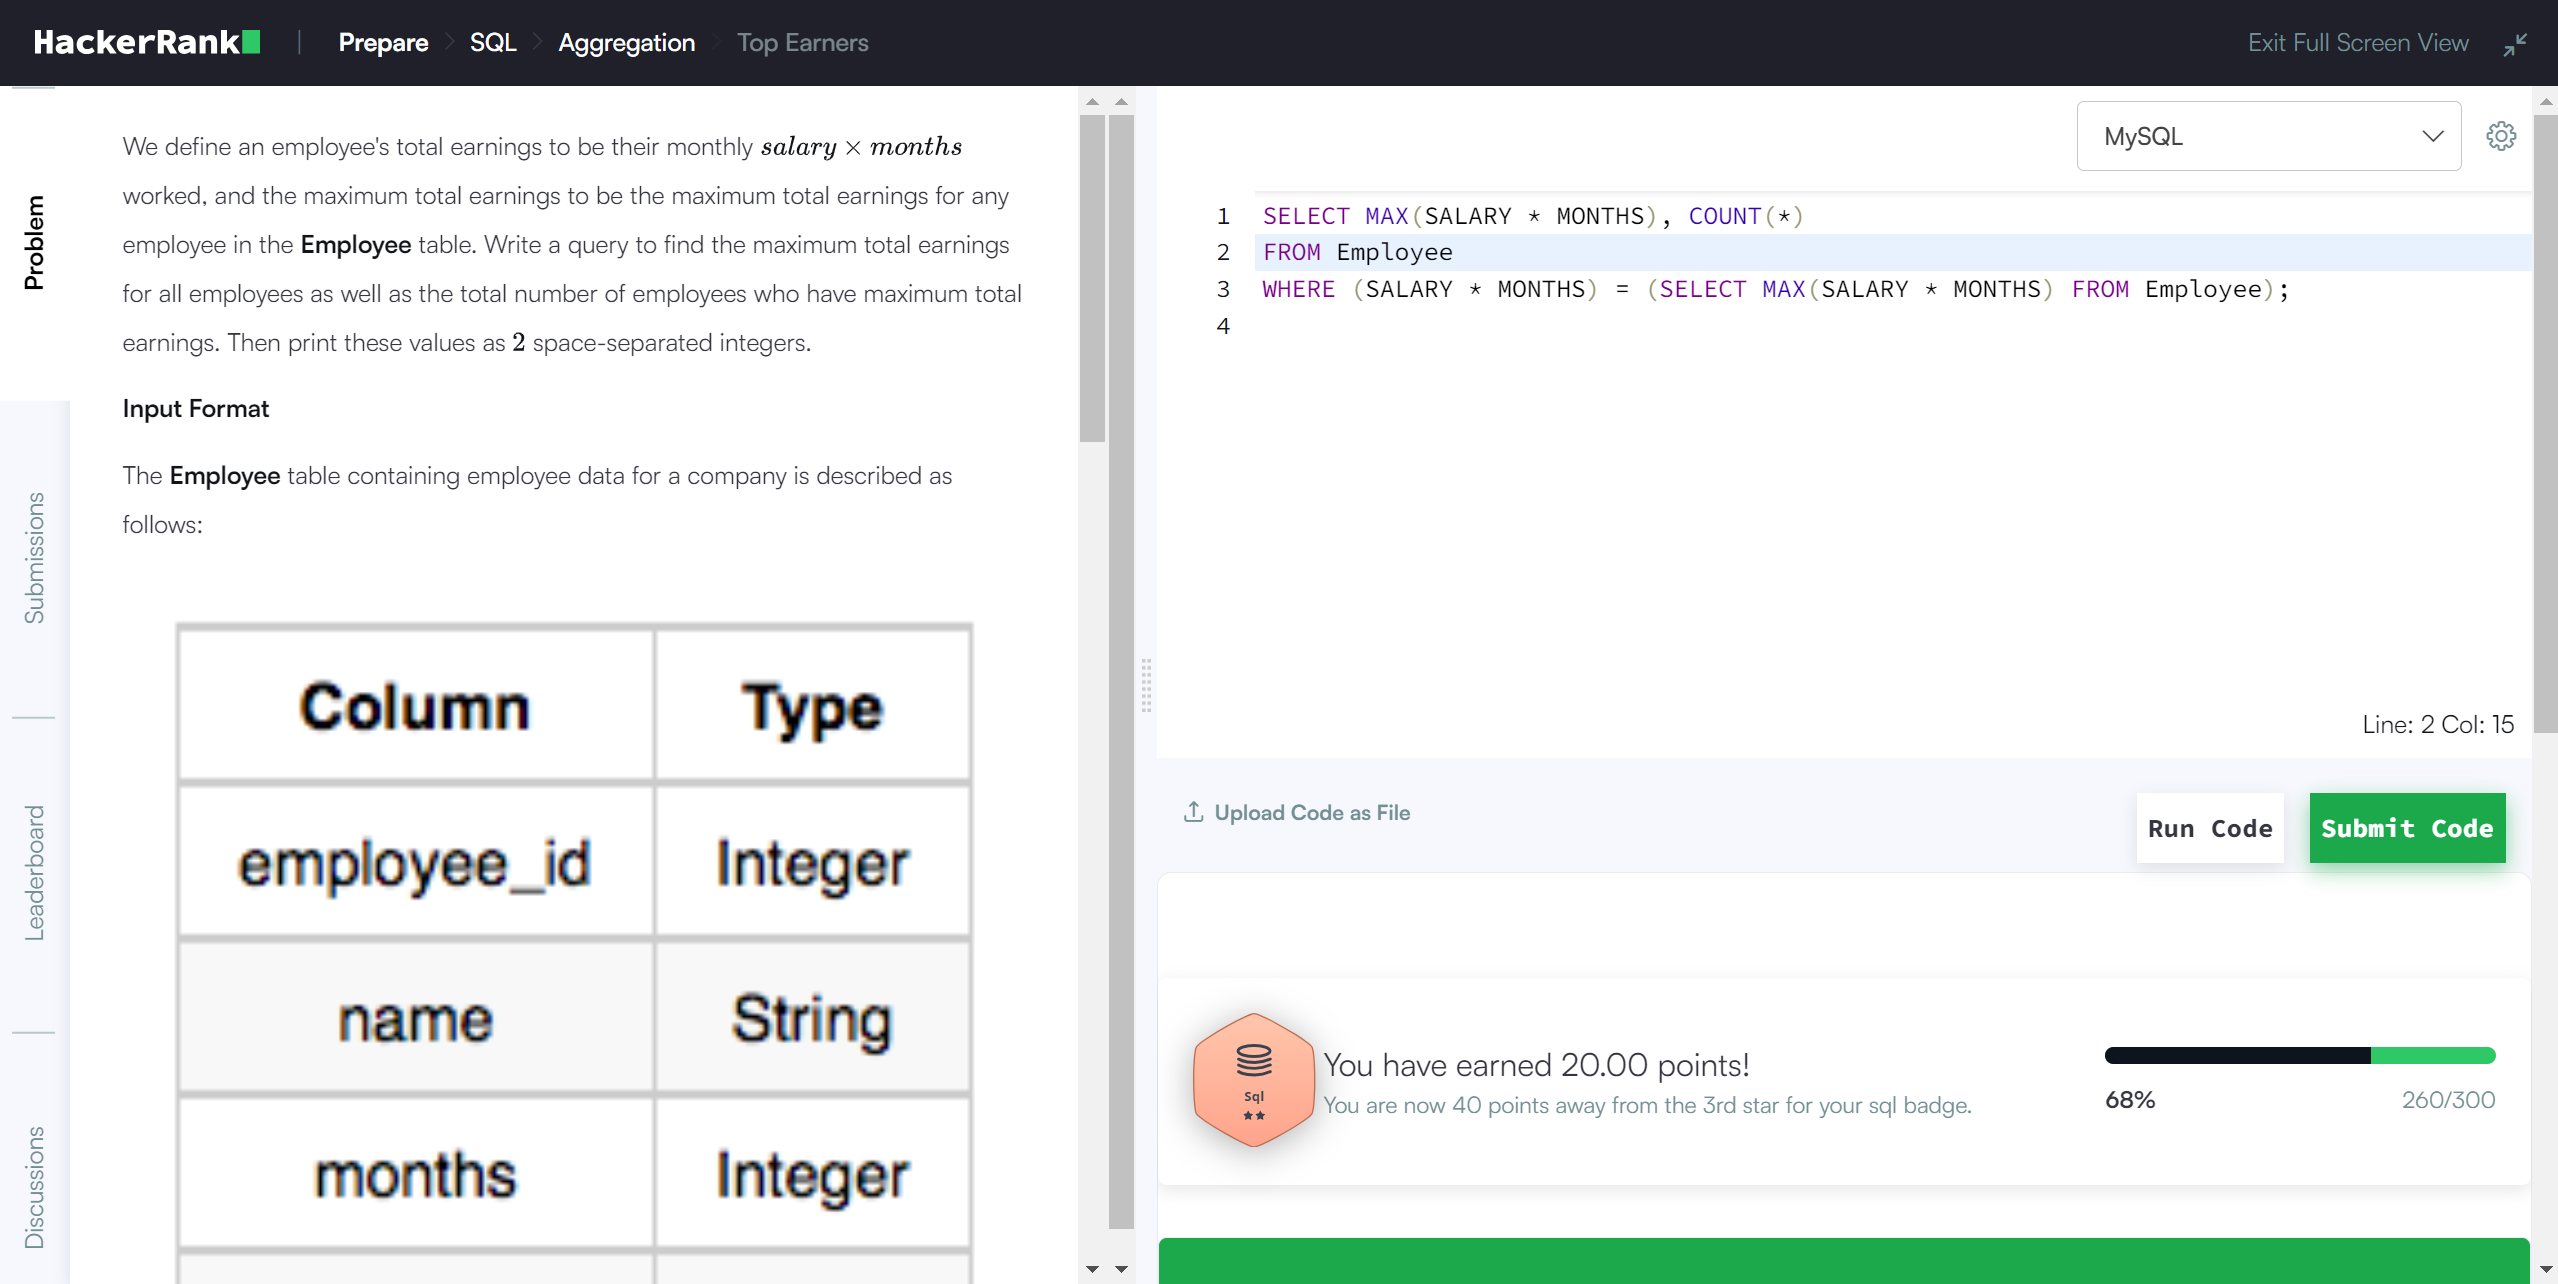 HackerRank | Prepare > SQL > Aggregation > Top Earners
Exit Full Screen View
Problem
Submissions
Leaderboard
Discussions
We define an employee's total earnings to be their monthly salary × months
worked, and the maximum total earnings to be the maximum total earnings for any
employee in the Employee table. Write a query to find the maximum total earnings
for all employees as well as the total number of employees who have maximum total
earnings. Then print these values as 2 space-separated integers.
Input Format
The Employee table containing employee data for a company is described as
follows:
Column Type
employee_id Integer
name String
months Integer
MySQL
1 SELECT MAX(SALARY * MONTHS), COUNT(*)
2 FROM Employee
3 WHERE (SALARY * MONTHS) = (SELECT MAX(SALARY * MONTHS) FROM Employee);
4
Line: 2 Col: 15
Upload Code as File
Run Code
Submit Code
Sql
★★
You have earned 20.00 points!
You are now 40 points away from the 3rd star for your sql badge.
68%
260/300